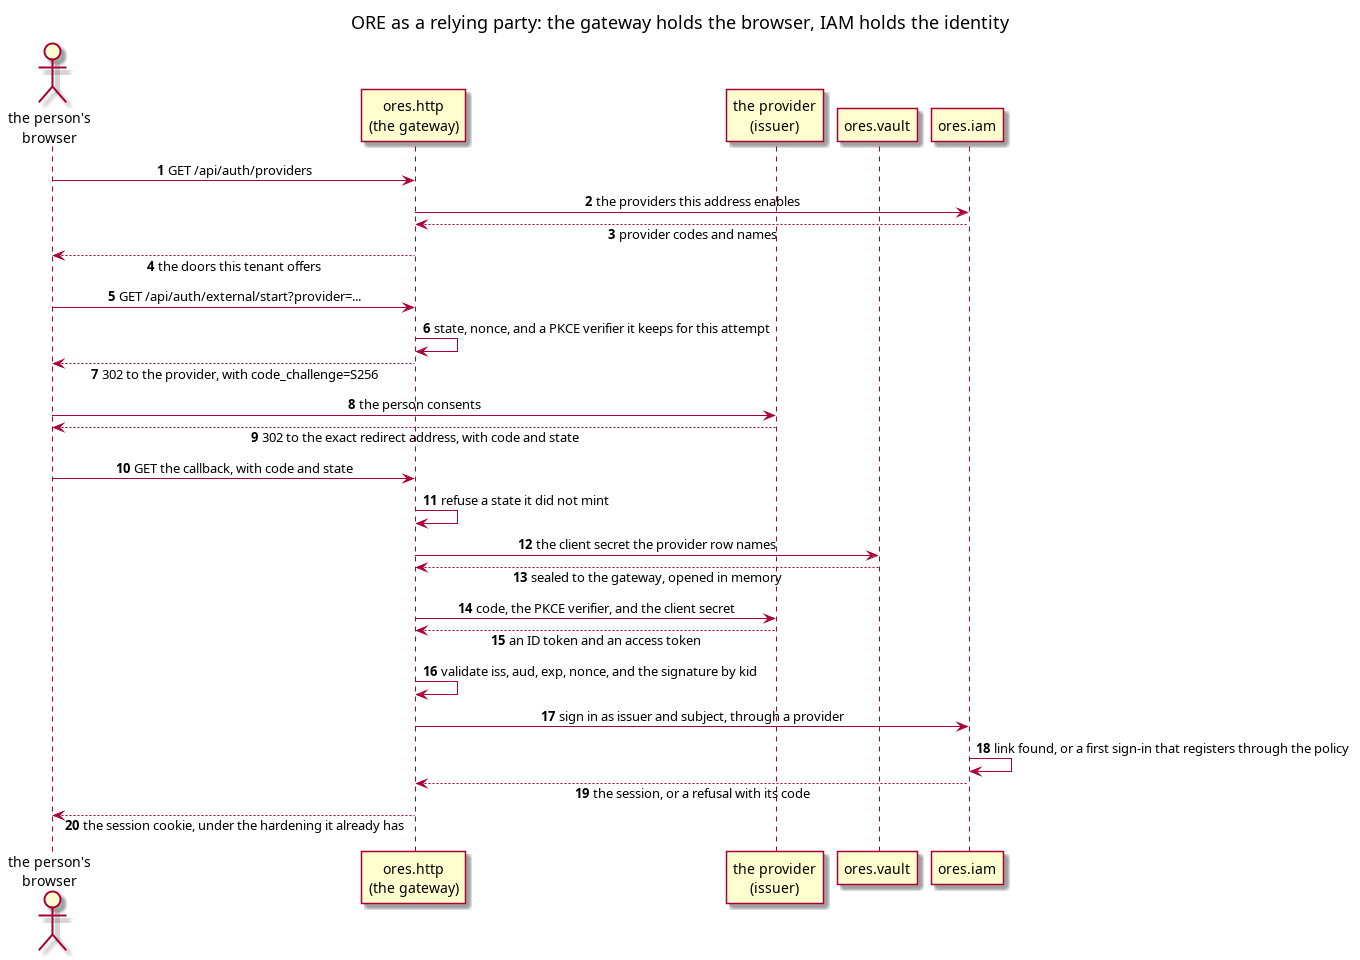 ORE as a relying party: the gateway holds the browser, IAM holds the identity
the person's
browser
ores.http
(the gateway)
the provider
(issuer)
ores.vault
ores.iam
1 GET /api/auth/providers
2 the providers this address enables
3 provider codes and names
4 the doors this tenant offers
5 GET /api/auth/external/start?provider=...
6 state, nonce, and a PKCE verifier it keeps for this attempt
7 302 to the provider, with code_challenge=S256
8 the person consents
9 302 to the exact redirect address, with code and state
10 GET the callback, with code and state
11 refuse a state it did not mint
12 the client secret the provider row names
13 sealed to the gateway, opened in memory
14 code, the PKCE verifier, and the client secret
15 an ID token and an access token
16 validate iss, aud, exp, nonce, and the signature by kid
17 sign in as issuer and subject, through a provider
18 link found, or a first sign-in that registers through the policy
19 the session, or a refusal with its code
20 the session cookie, under the hardening it already has
the person's
browser
ores.http
(the gateway)
the provider
(issuer)
ores.vault
ores.iam